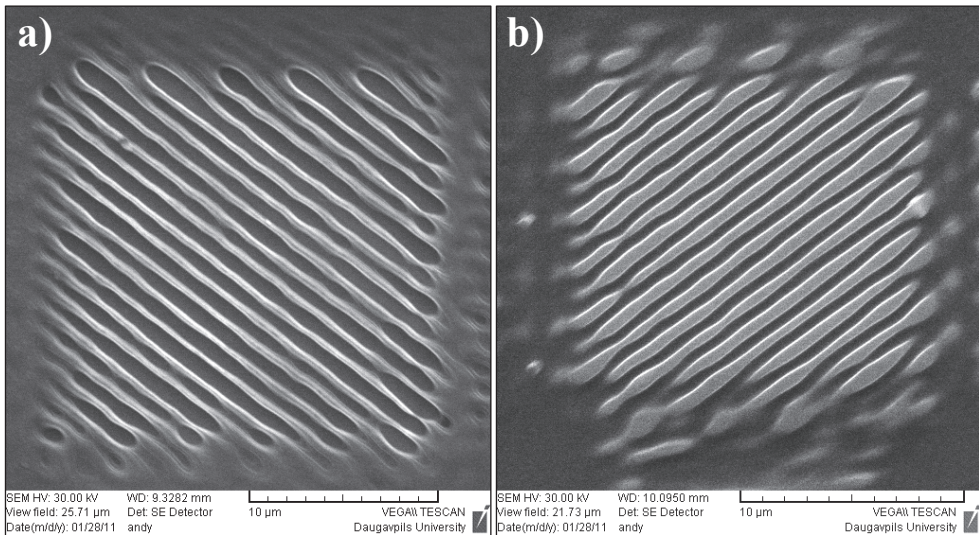 a)
b)
SEM HV: 30.00 kV WD: 9.3282 mm
View field: 25.71 µm Det: SE Detector 10 µm VEGA\\ TESCAN
Date(m/d/y): 01/28/11 andy Daugavpils University
SEM HV: 30.00 kV WD: 10.0950 mm
View field: 21.73 µm Det: SE Detector 10 µm VEGA\\ TESCAN
Date(m/d/y): 01/28/11 andy Daugavpils University